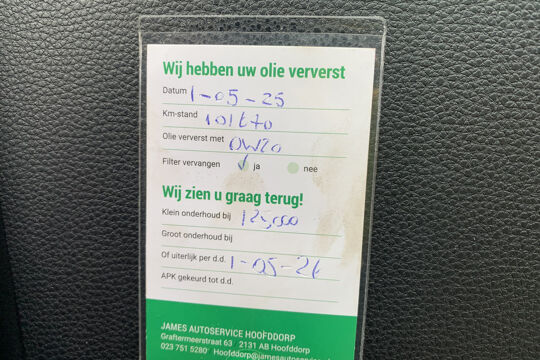 Wij hebben uw olie ververst
Datum 1-05-25
Km-stand
Olie ververst met 0W20
Filter vervangen ✓ ja nee
Wij zien u graag terug!
Klein onderhoud bij 125,000
Groot onderhoud bij
Of uiterlijk per d.d. 1-05-26
APK gekeurd tot d.d.
JAMES AUTOSERVICE HOOFDDORP
Graftermeerstraat 63 2131 AB Hoofddorp
023 751 5280